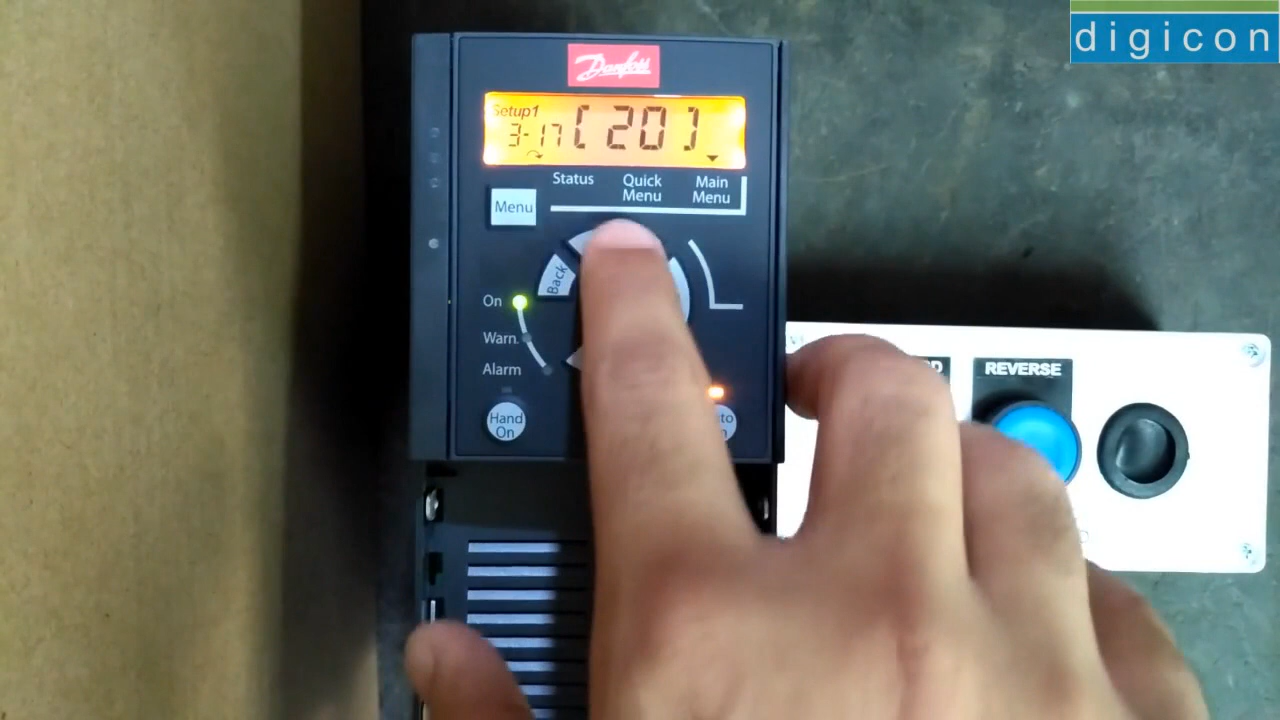 digicon
Danfoss
Setup1
3-17 [20]
Status
Quick
Menu
Main
Menu
Menu
Back
On
Warn.
Alarm
Hand
On
REVERSE